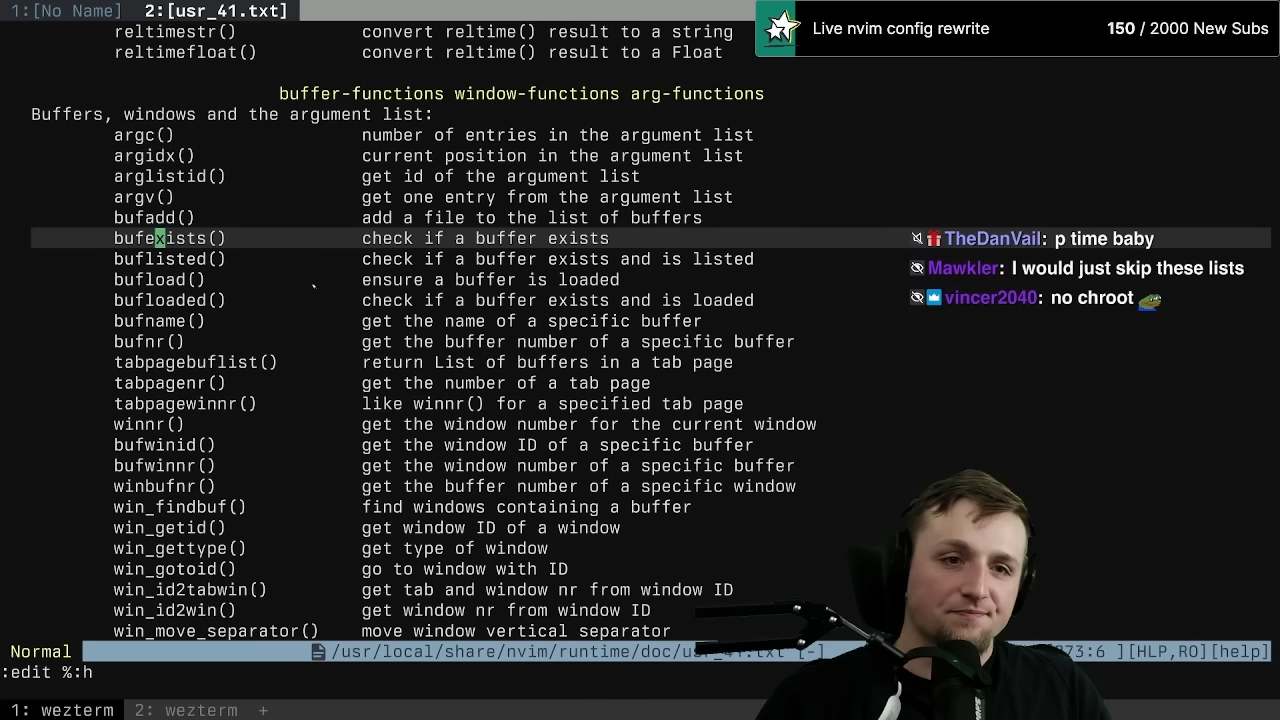 1:[No Name] 2:[usr_41.txt]
Live nvim config rewrite 150 / 2000 New Subs
reltimestr() convert reltime() result to a string
reltimefloat() convert reltime() result to a Float
buffer-functions window-functions arg-functions
Buffers, windows and the argument list:
argc() number of entries in the argument list
argidx() current position in the argument list
arglistid() get id of the argument list
argv() get one entry from the argument list
bufadd() add a file to the list of buffers
bufexists() check if a buffer exists
TheDanVail: p time baby
buflisted() check if a buffer exists and is listed
Mawkler: I would just skip these lists
bufload() ensure a buffer is loaded
bufloaded() check if a buffer exists and is loaded
vincer2040: no chroot
bufname() get the name of a specific buffer
bufnr() get the buffer number of a specific buffer
tabpagebuflist() return List of buffers in a tab page
tabpagenr() get the number of a tab page
tabpagewinnr() like winnr() for a specified tab page
winnr() get the window number for the current window
bufwinid() get the window ID of a specific buffer
bufwinnr() get the window number of a specific buffer
winbufnr() get the buffer number of a specific window
win_findbuf() find windows containing a buffer
win_getid() get window ID of a window
win_gettype() get type of window
win_gotoid() go to window with ID
win_id2tabwin() get tab and window nr from window ID
win_id2win() get window nr from window ID
win_move_separator() move window vertical separator
Normal /usr/local/share/nvim/runtime/doc/usr_41.txt [-] 73:6 ][HLP,RO][help]
:edit %:h
1: wezterm 2: wezterm +